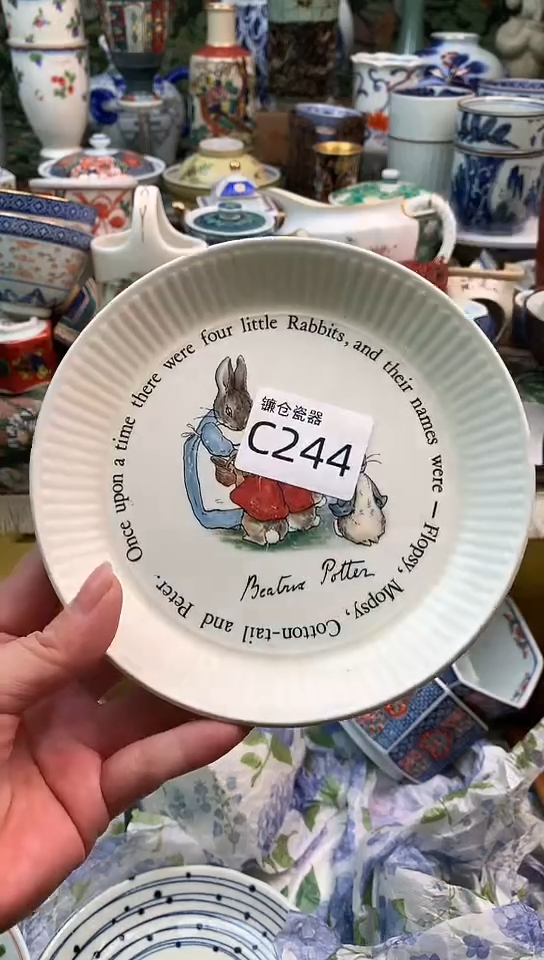 Once upon a time there were four little Rabbits, and their names were — Flopsy, Mopsy, Cotton-tail and Peter.
镰仓瓷器
C244
Beatrix Potter